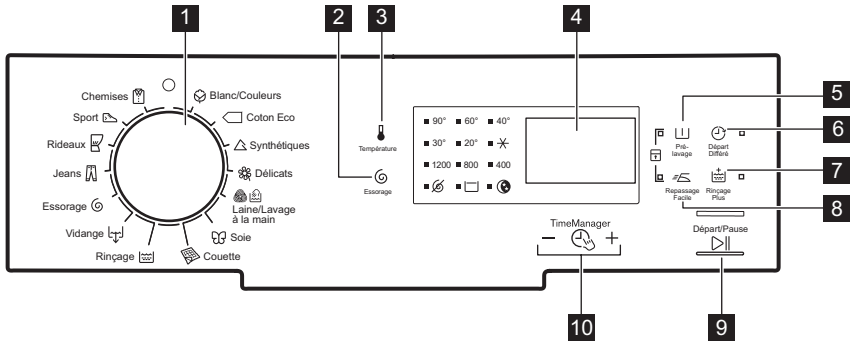 1
2
3
4
5
6
7
8
9
10
Chemises
Sport
Rideaux
Jeans
Essorage
Vidange
Rinçage
Blanc/Couleurs
Coton Eco
Synthétiques
Délicats
Laine/Lavage
à la main
Soie
Couette
Température
Essorage
90° 60° 40°
30° 20°
1200 800 400
TimeManager
− +
Pré-
lavage
Départ
Différé
Repassage
Facile
Rinçage
Plus
Départ/Pause